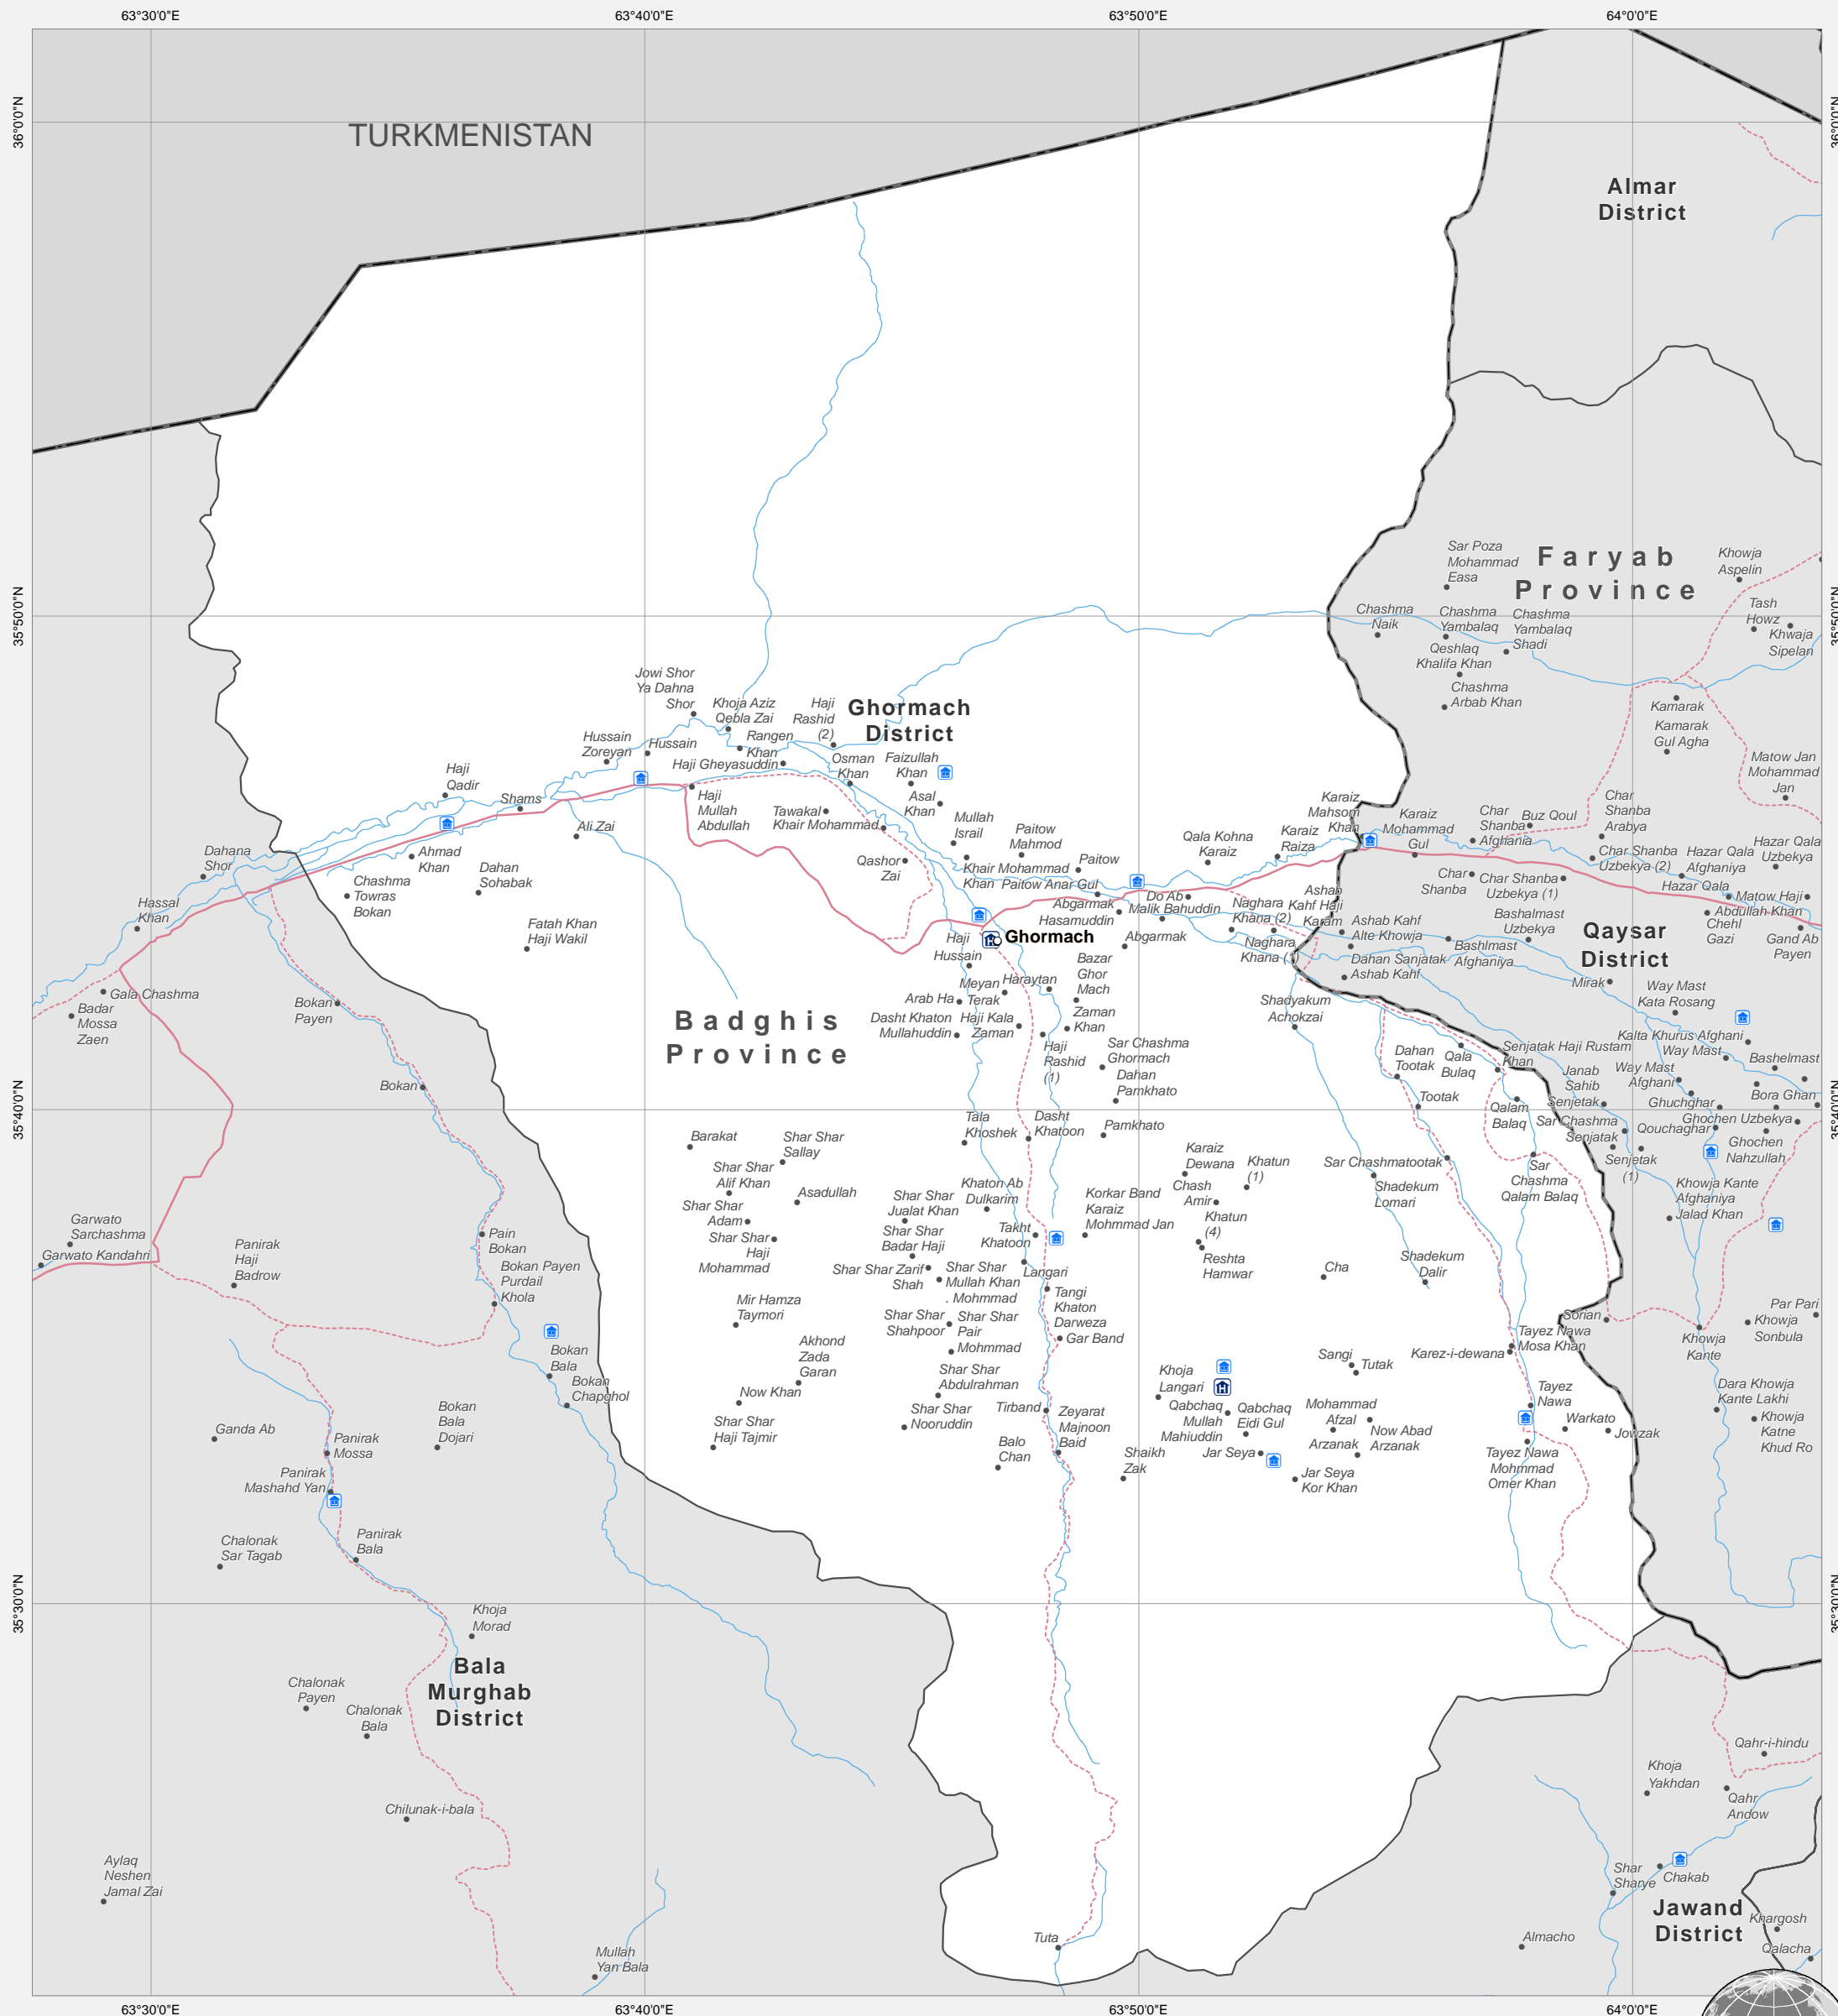 63°30'0"E
63°40'0"E
63°50'0"E
64°0'0"E
36°0'0"N
36°0'0"N
TURKMENISTAN
Almar
District
Faryab
Province
Sar Poza
Mohammad
Easa
Khowja
Aspelin
35°50'0"N
35°50'0"N
Chashma
Naik
Chashma
Yambalaq
Chashma
Yambalaq
Shadi
Tash
Howz
Khwaja
Sipelan
Qeshlaq
Khalifa Khan
Chashma
Arbab Khan
Kamarak
Kamarak
Gul Agha
Matow Jan
Mohammad
Jan
Jowi Shor
Ya Dahna
Shor
Khoja Aziz
Qebla Zai
Haji
Rashid
(2)
Ghormach
District
Hussain
Zoreyan
Hussain
Rangen
Khan
Haji Gheyasuddin
Osman
Khan
Faizullah
Khan
Haji
Qadir
Shams
Haji
Mullah
Abdullah
Tawakal
Khair Mohammad
Asal
Khan
Mullah
Israil
Paitow
Mahmod
Ali Zai
Qala Kohna
Karaiz
Karaiz
Raiza
Karaiz
Mahsom
Khan
Karaiz
Mohammad
Gul
Char
Shanba
Afghania
Buz Qoul
Char
Shanba
Arabya
Char Shanba
Uzbekya (2)
Hazar Qala
Afghaniya
Hazar Qala
Uzbekya
Dahana
Shor
Ahmad
Khan
Chashma
Towras
Bokan
Dahan
Sohabak
Qashor
Zai
Khair Mohammad
Khan
Paitow
Paitow Anar Gul
Abgarmak
Hasamuddin
Do Ab
Malik Bahuddin
Char
Shanba
Char Shanba
Uzbekya (1)
Hazar Qala
Matow Haji
Abdullah Khan
Chehl
Gazi
Gand Ab
Payen
Hassal
Khan
Fatah Khan
Haji Wakil
Naghara
Khana (2)
Ashab
Kahf Haji
Karam
Ashab Kahf
Alte Khowja
Bashalmast
Uzbekya
Bashlmast
Afghaniya
Qaysar
District
Ghormach
Haji
Hussain
Abgarmak
Naghara
Khana (1)
Dahan Sanjatak
Ashab Kahf
Mirak
Gala Chashma
Badar
Mossa
Zaen
Bokan
Payen
Bazar
Ghor
Mach
Meyan
Terak
Haraytan
Arab Ha
Dasht Khaton
Mullahuddin
Haji Kala
Zaman
Zaman
Khan
Shadyakum
Achokzai
Way Mast
Kata Rosang
Badghis
Province
Haji
Rashid
(1)
Sar Chashma
Ghormach
Dahan
Pamkhato
Dahan
Tootak
Qala
Bulaq
Senjatak Haji Rustam
Khan
Kalta Khurus Afghani
Way Mast
Bashelmast
Way Mast
Afghani
Janab
Sahib
Senjetak
Bokan
35°40'0"N
35°40'0"N
Tootak
Qalam
Balaq
Ghuchghar
Bora Ghan
Ghochen Uzbekya
Sar Chashma
Senjatak
Qouchaghar
Ghochen
Nahzullah
Senjetak
(1)
Tala
Khoshek
Dasht
Khatoon
Pamkhato
Barakat
Shar Shar
Sallay
Karaiz
Dewana
Khatun
(1)
Sar Chashmatootak
Sar
Chashma
Qalam Balaq
Shar Shar
Alif Khan
Asadullah
Khaton Ab
Dulkarim
Chash
Amir
Shadekum
Lomari
Khowja Kante
Afghaniya
Jalad Khan
Shar Shar
Adam
Shar Shar
Jualat Khan
Korkar Band
Karaiz
Mohmmad Jan
Khatun
(4)
Garwato
Sarchashma
Garwato Kandahri
Panirak
Haji
Badrow
Pain
Bokan
Shar Shar
Haji
Mohammad
Shar Shar
Badar Haji
Takht
Khatoon
Reshta
Hamwar
Bokan Payen
Purdail
Khola
Shar Shar Zarif
Shah
Shar Shar
Mullah Khan
. Mohmmad
Langari
Cha
Shadekum
Dalir
Mir Hamza
Taymori
Tangi
Khaton
Darweza
Shar Shar
Shahpoor
Shar Shar
Pair
Mohmmad
Gar Band
Sorian
Par Pari
Khowja
Sonbula
Khowja
Kante
Tayez Nawa
Mosa Khan
Karez-i-dewana
Akhond
Zada
Garan
Bokan
Bala
Bokan
Chapghol
Sangi
Tutak
Khoja
Langari
Now Khan
Shar Shar
Abdulrahman
Tirband
Tayez
Nawa
Dara Khowja
Kante Lakhi
Khowja
Katne
Khud Ro
Shar Shar
Haji Tajmir
Shar Shar
Nooruddin
Zeyarat
Majnoon
Baid
Qabchaq
Mullah
Mahiuddin
Qabchaq
Eidi Gul
Mohammad
Afzal
Now Abad
Arzanak
Arzanak
Warkato
Jowzak
Ganda Ab
Panirak
Mossa
Bokan
Bala
Dojari
Balo
Chan
Shaikh
Zak
Jar Seya
Jar Seya
Kor Khan
Tayez Nawa
Mohmmad
Omer Khan
Panirak
Mashahd Yan
Chalonak
Sar Tagab
Panirak
Bala
35°30'0"N
35°30'0"N
Khoja
Morad
Bala
Murghab
District
Chalonak
Payen
Chalonak
Bala
Qahr-i-hindu
Khoja
Yakhdan
Qahr
Andow
Chilunak-i-bala
Aylaq
Neshen
Jamal Zai
Shar
Sharye
Chakab
Jawand
District
Khargosh
Qalacha
Tuta
Almacho
Mullah
Yan Bala
63°30'0"E
63°40'0"E
63°50'0"E
64°0'0"E